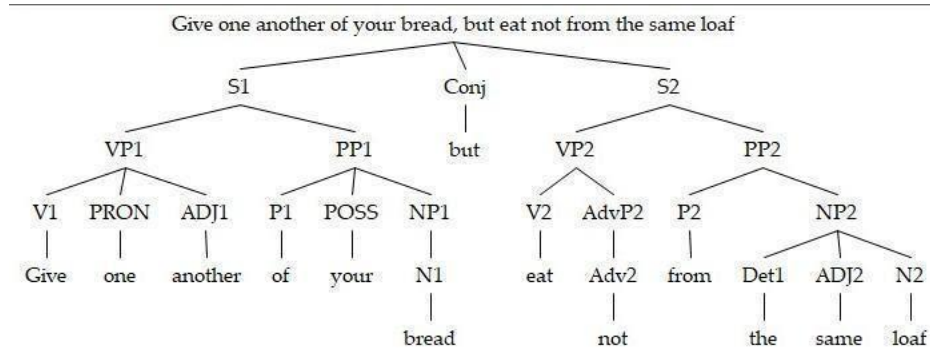 Give one another of your bread, but eat not from the same loaf
S1 Conj S2
VP1 PP1 but VP2 PP2
V1 PRON ADJ1 P1 POSS NP1 V2 AdvP2 P2 NP2
Give one another of your N1 eat Adv2 from Det1 ADJ2 N2
bread not the same loaf